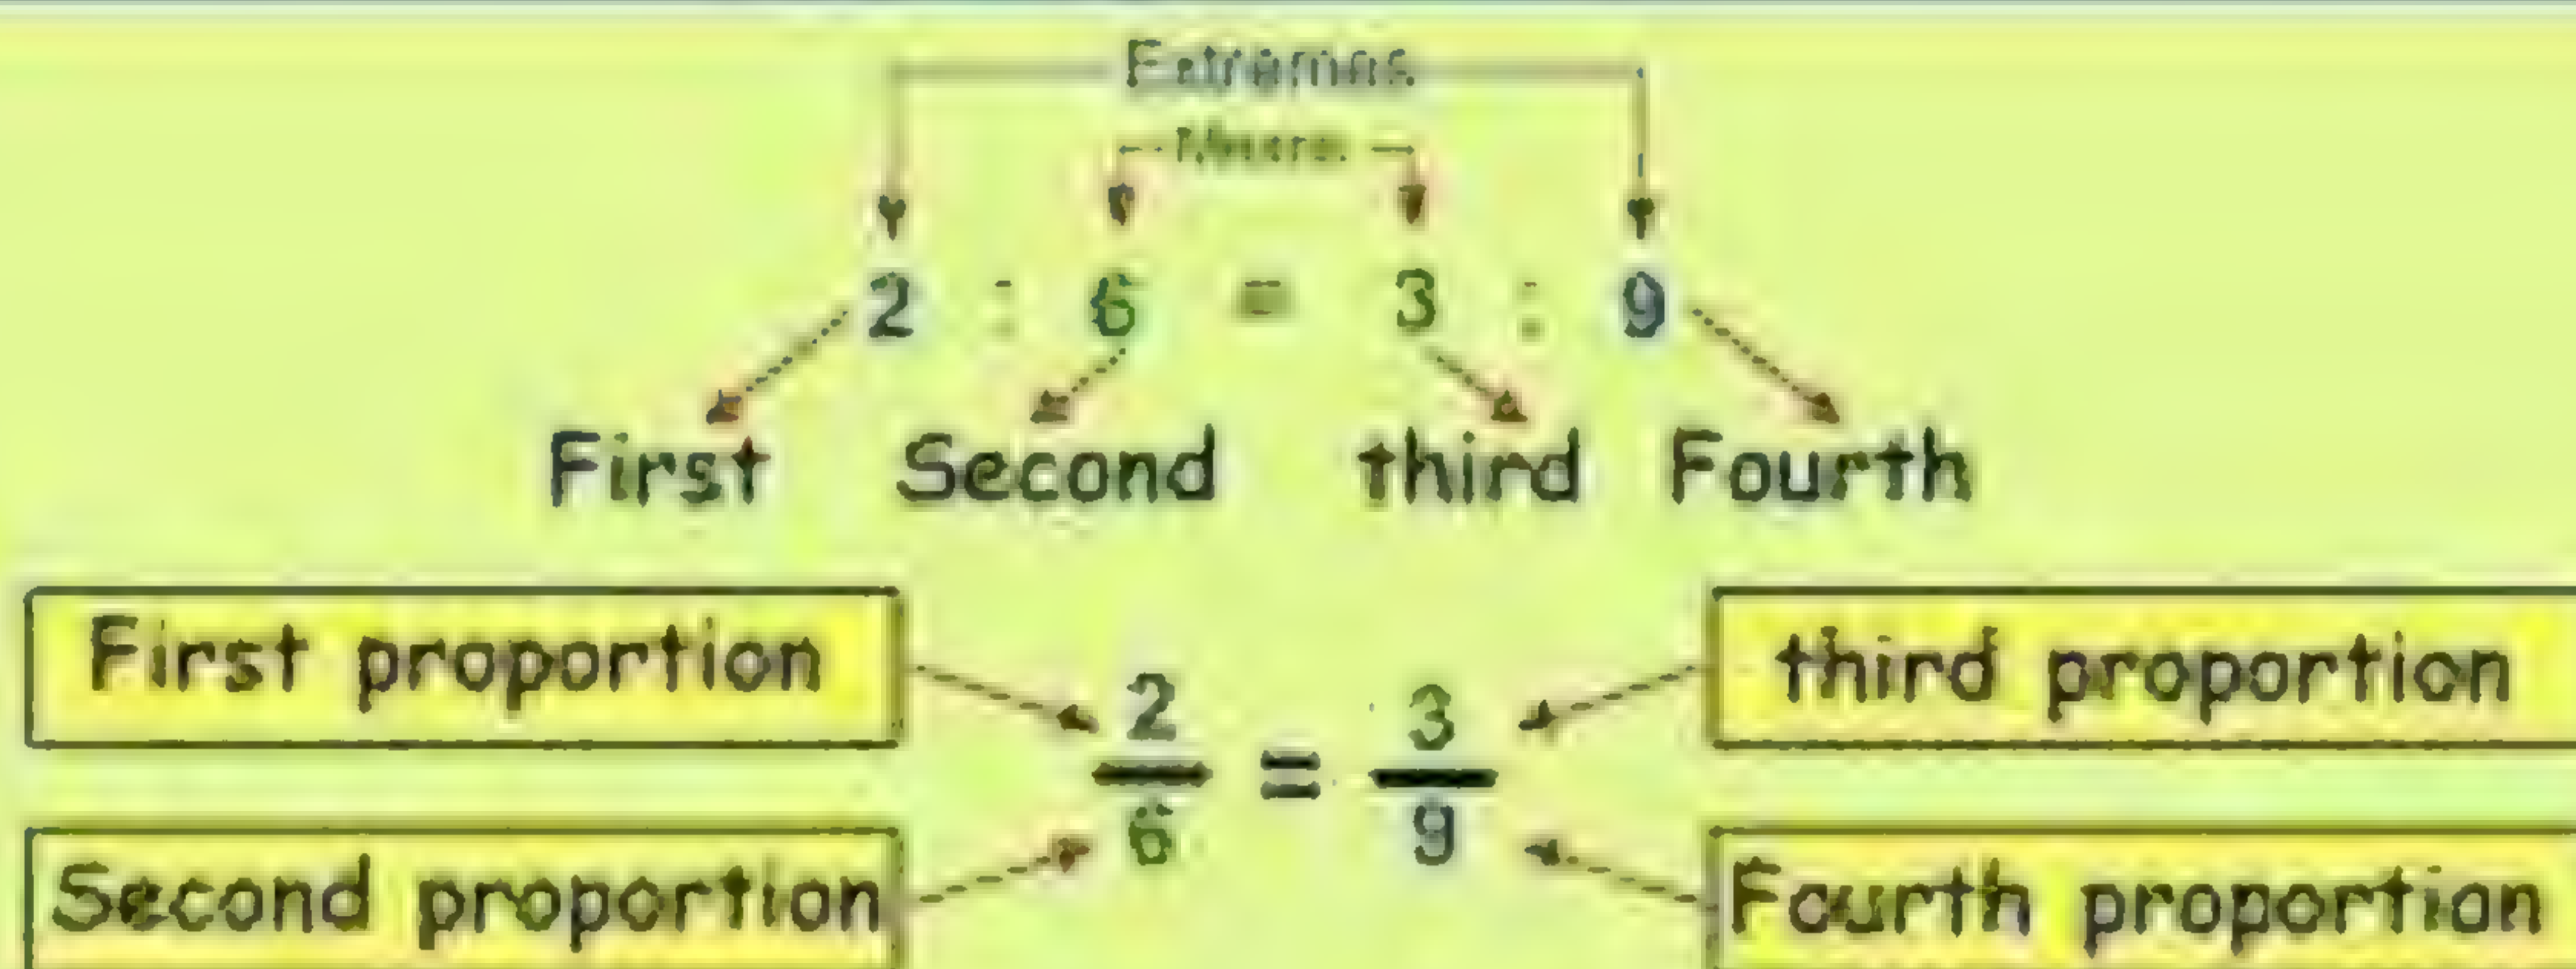 Extremes
2 : 6 = 3 : 9
First Second third Fourth
First proportion
third proportion
2 = 3
6 9
Second proportion
Fourth proportion